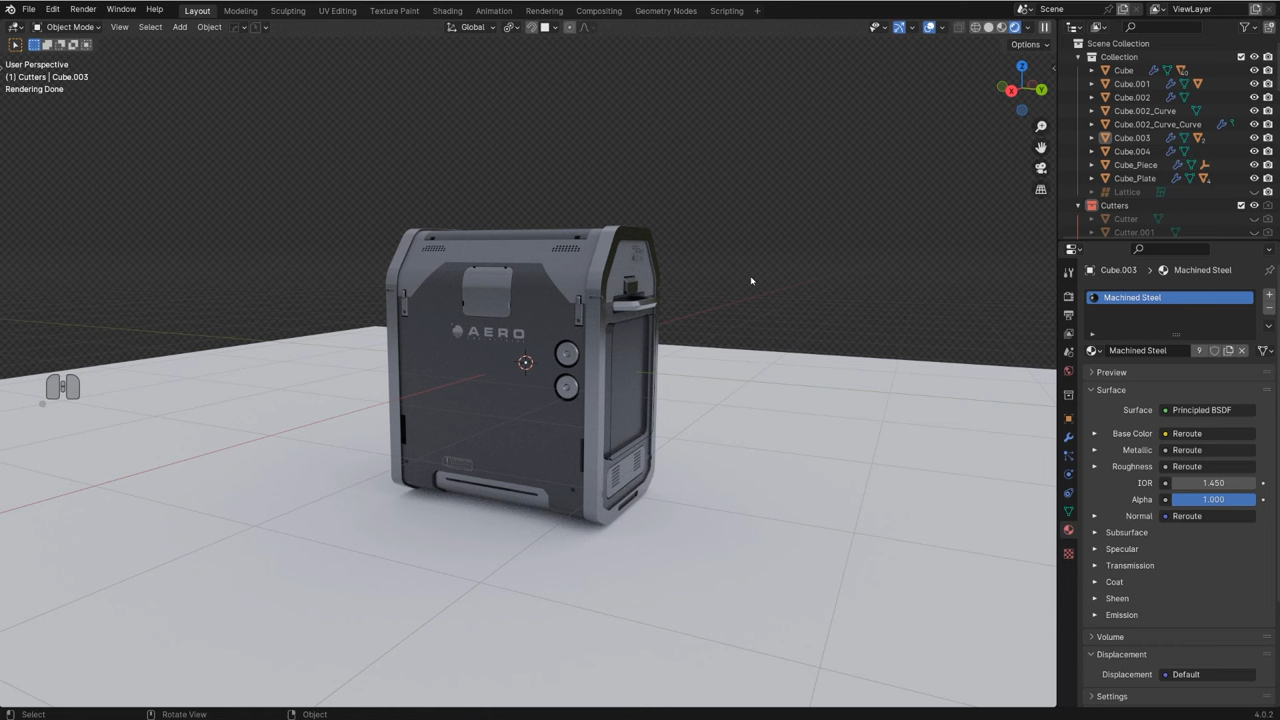 File Edit Render Window Help Layout Modeling Sculpting UV Editing Texture Paint Shading Animation Rendering Compositing Geometry Nodes Scripting + Scene ViewLayer
Object Mode View Select Add Object Global
Options
User Perspective
(1) Cutters | Cube.003
Rendering Done
X
Y
Z
AERO
Scene Collection
Collection
Cube
Cube.001
Cube.002
Cube.002_Curve
Cube.002_Curve_Curve
Cube.003
Cube.004
Cube_Piece
Cube_Plate
Lattice
Cutters
Cutter
Cutter.001
Cube.003 > Machined Steel
Machined Steel
Machined Steel 9
Preview
Surface
Surface Principled BSDF
Base Color Reroute
Metallic Reroute
Roughness Reroute
IOR 1.450
Alpha 1.000
Normal Reroute
Subsurface
Specular
Transmission
Coat
Sheen
Emission
Volume
Displacement
Displacement Default
Settings
Select Rotate View Object 4.0.2